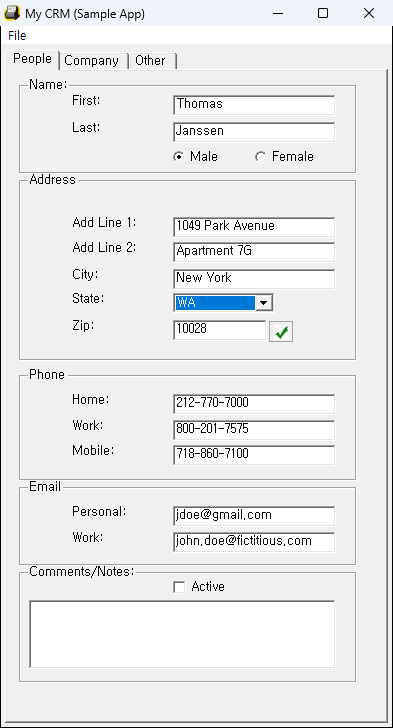 My CRM (Sample App)
File
People Company Other
Name:
First: Thomas
Last: Janssen
Male Female
Address
Add Line 1: 1049 Park Avenue
Add Line 2: Apartment 7G
City: New York
State: WA
Zip: 10028
Phone
Home: 212-770-7000
Work: 800-201-7575
Mobile: 718-860-7100
Email
Personal: jdoe@gmail.com
Work: john.doe@fictitious.com
Comments/Notes:
Active